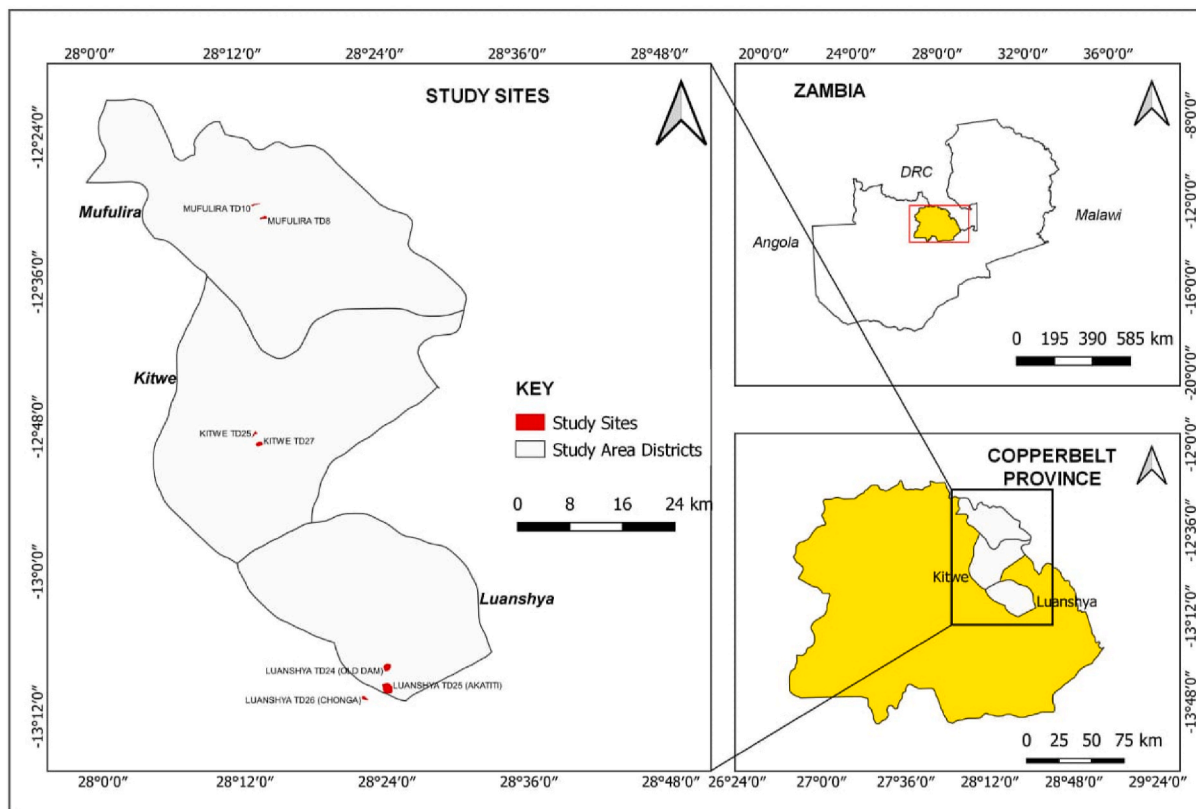 28°0'0" 28°12'0" 28°24'0" 28°36'0" 28°48'0"
-12°24'0" -12°36'0" -12°48'0" -13°0'0" -13°12'0"
STUDY SITES
Mufulira
MUFULIRA TD10
MUFULIRA TD8
Kitwe
KITWE TD25
KITWE TD27
KEY
Study Sites
Study Area Districts
0 8 16 24 km
Luanshya
LUANSHYA TD24 (OLD DAM)
LUANSHYA TD25 (AKATITI)
LUANSHYA TD26 (CHONGA)
28°0'0" 28°12'0" 28°24'0" 28°36'0" 28°48'0"
20°0'0" 24°0'0" 28°0'0" 32°0'0" 36°0'0"
ZAMBIA
DRC
Angola
Malawi
0 195 390 585 km
-8°0'0" -12°0'0" -16°0'0" -20°0'0"
COPPERBELT
PROVINCE
Kitwe
Luanshya
0 25 50 75 km
-12°0'0" -12°36'0" -13°12'0" -13°48'0"
26°24'0" 27°0'0" 27°36'0" 28°12'0" 28°48'0" 29°24'0"